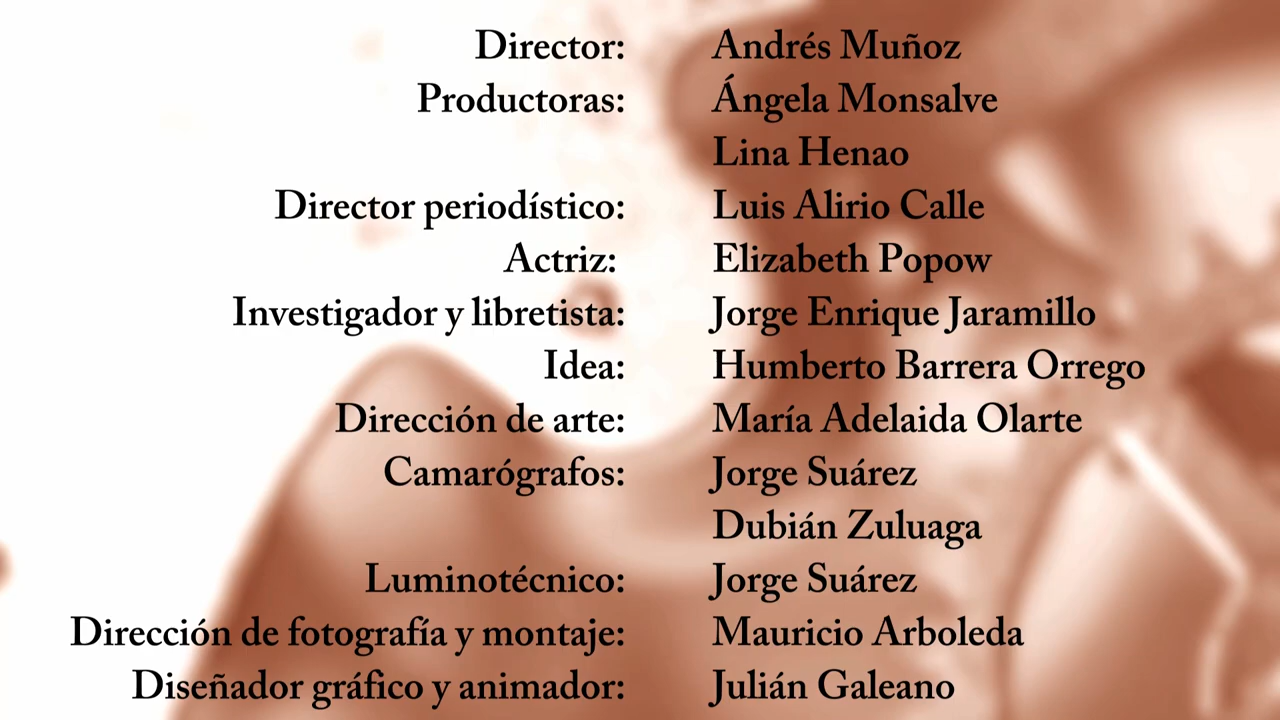 Director: Andrés Muñoz
Productoras: Ángela Monsalve
Lina Henao
Director periodístico: Luis Alirio Calle
Actriz: Elizabeth Popow
Investigador y libretista: Jorge Enrique Jaramillo
Idea: Humberto Barrera Orrego
Dirección de arte: María Adelaida Olarte
Camarógrafos: Jorge Suárez
Dubián Zuluaga
Luminotécnico: Jorge Suárez
Dirección de fotografía y montaje: Mauricio Arboleda
Diseñador gráfico y animador: Julián Galeano